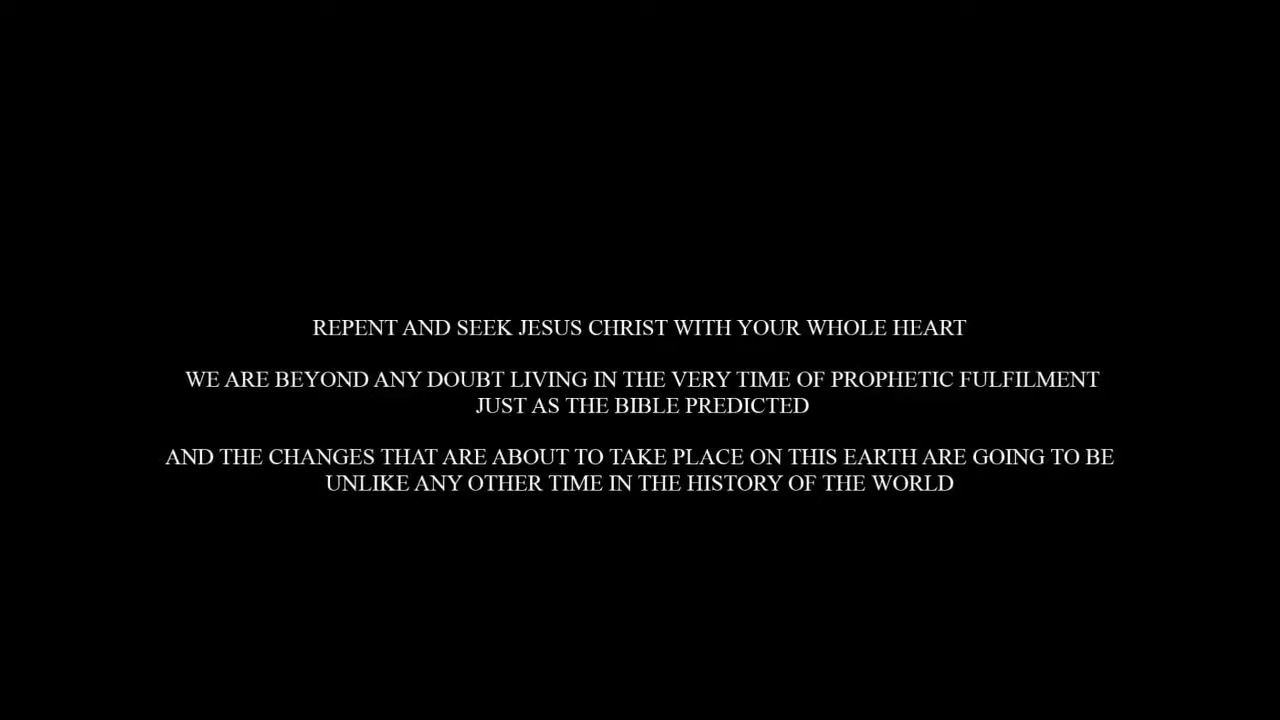 REPENT AND SEEK JESUS CHRIST WITH YOUR WHOLE HEART
WE ARE BEYOND ANY DOUBT LIVING IN THE VERY TIME OF PROPHETIC FULFILMENT
JUST AS THE BIBLE PREDICTED
AND THE CHANGES THAT ARE ABOUT TO TAKE PLACE ON THIS EARTH ARE GOING TO BE
UNLIKE ANY OTHER TIME IN THE HISTORY OF THE WORLD